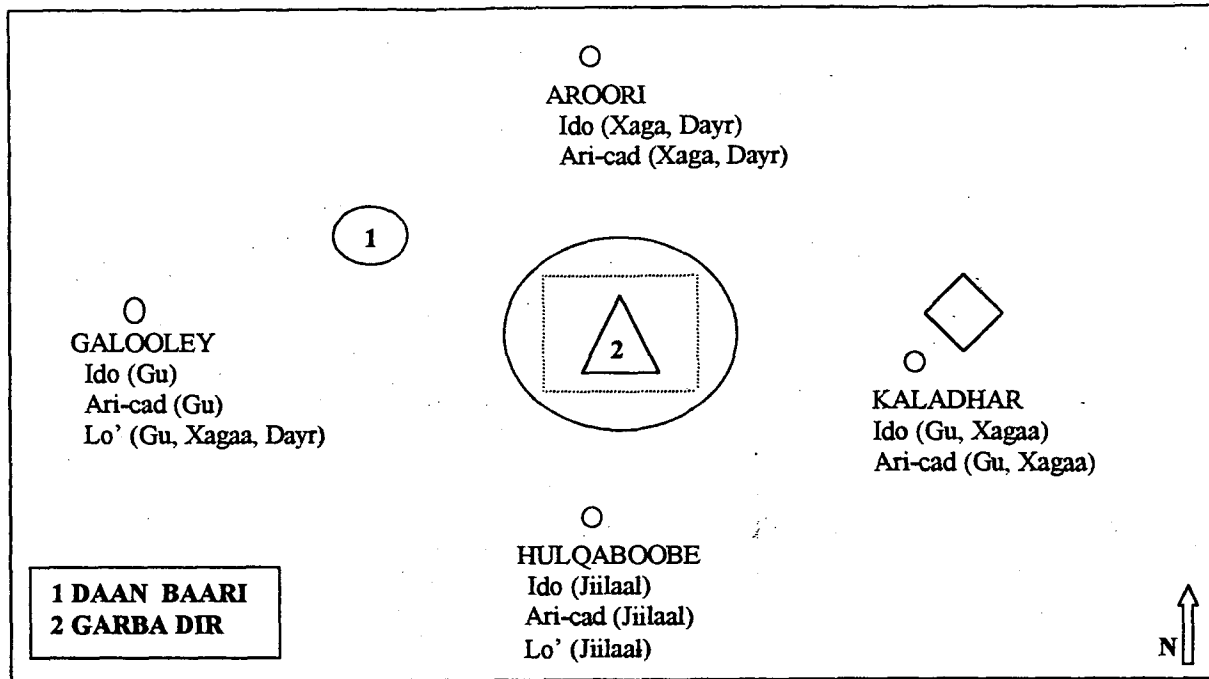 AROORI
Ido (Xaga, Dayr)
Ari-cad (Xaga, Dayr)
1
2
GALOOLEY
Ido (Gu)
Ari-cad (Gu)
Lo' (Gu, Xagaa, Dayr)
KALADHAR
Ido (Gu, Xagaa)
Ari-cad (Gu, Xagaa)
HULQABOOBE
Ido (Jiilaal)
Ari-cad (Jiilaal)
Lo' (Jiilaal)
1 DAAN BAARI
2 GARBA DIR
N